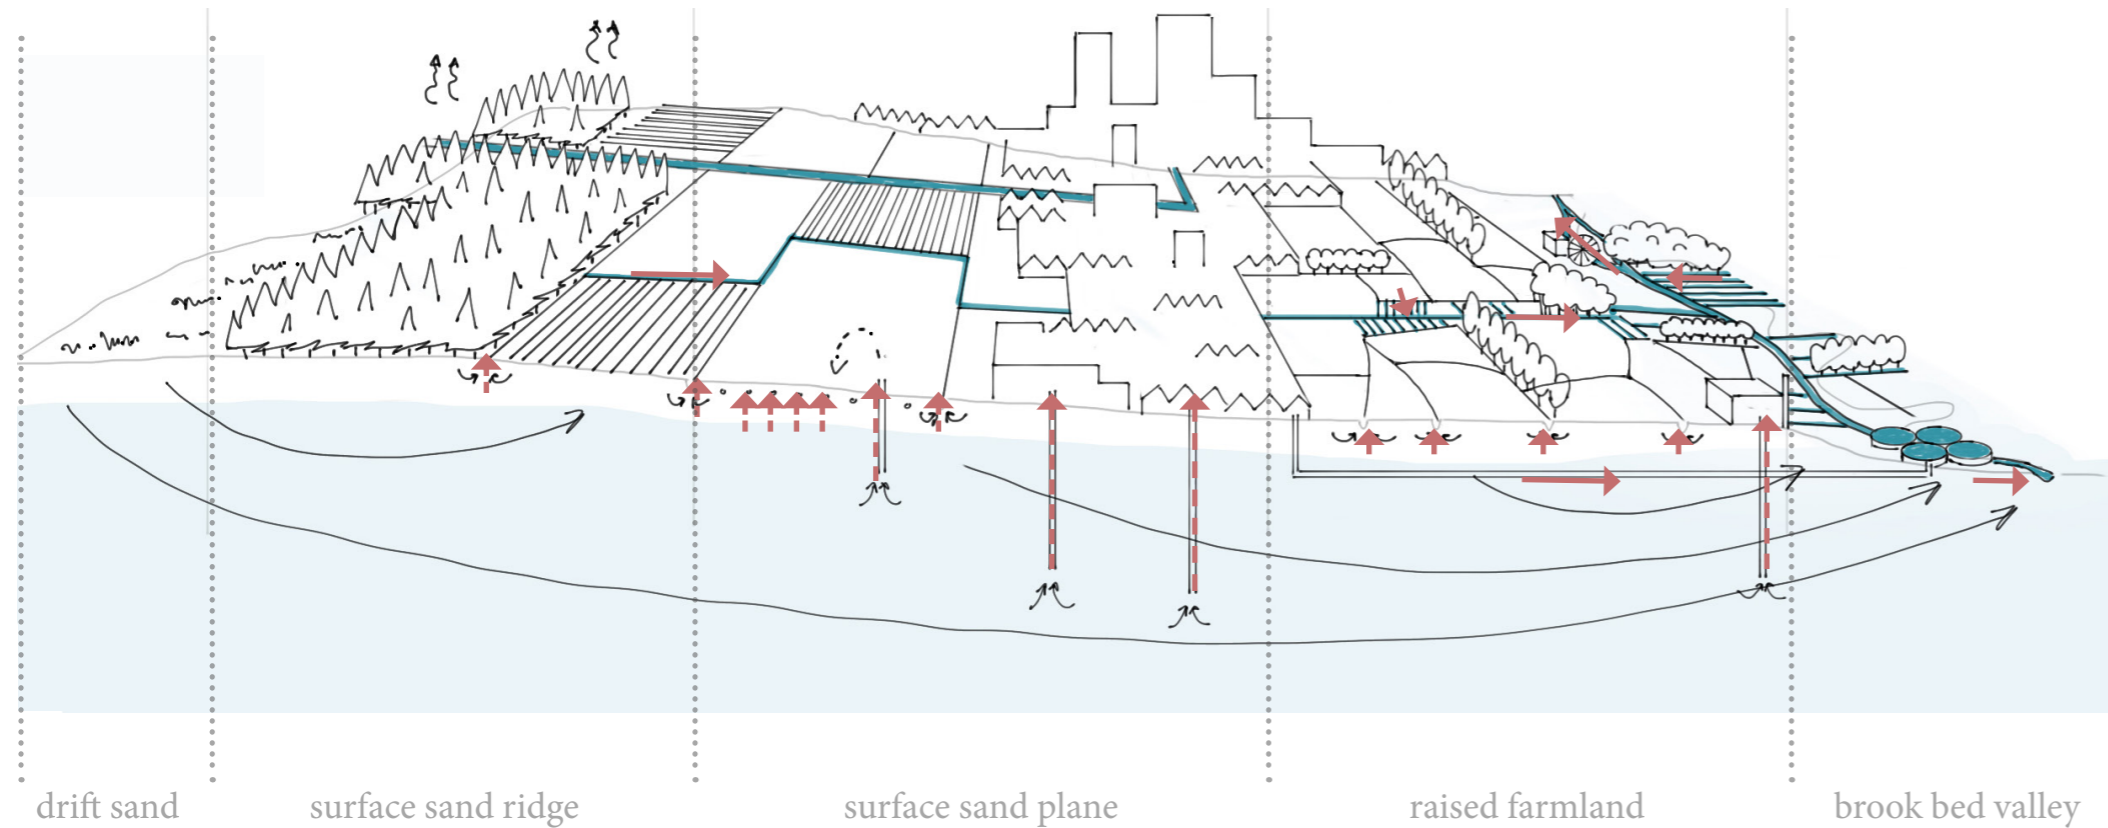 drift sand
surface sand ridge
surface sand plane
raised farmland
brook bed valley